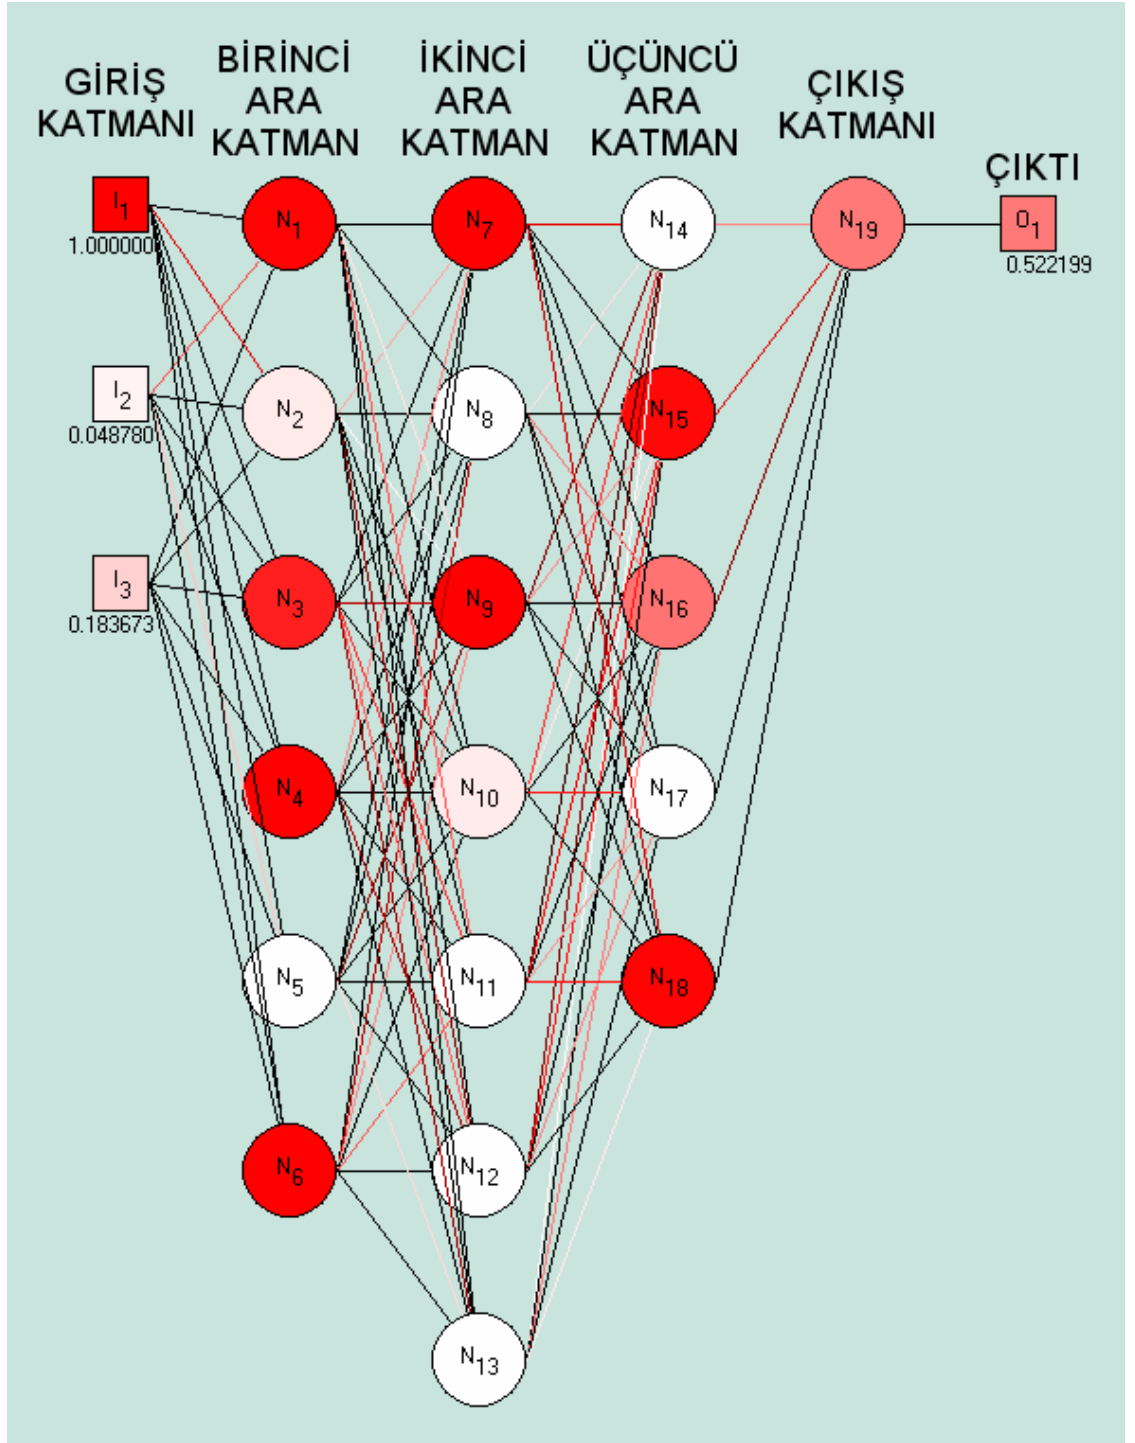 GİRİŞ
KATMANI
BİRİNCİ
ARA
KATMAN
İKİNCİ
ARA
KATMAN
ÜÇÜNCÜ
ARA
KATMAN
ÇIKIŞ
KATMANI
ÇIKTI
I1
1.000000
N1
N7
N14
N19
O1
0.522199
I2
0.048780
N2
N8
N15
I3
0.183673
N3
N9
N16
N4
N10
N17
N5
N11
N18
N6
N12
N13